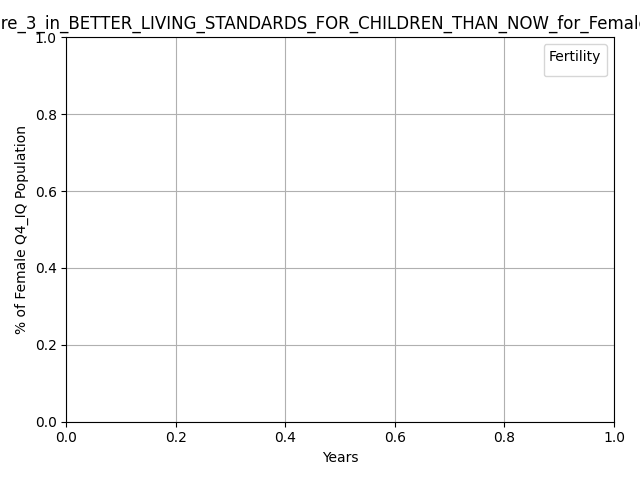 re_3_in_BETTER_LIVING_STANDARDS_FOR_CHILDREN_THAN_NOW_for_Female
Fertility
1.0
0.8
0.6
0.4
0.2
0.0
% of Female Q4_IQ Population
0.0 0.2 0.4 0.6 0.8 1.0
Years